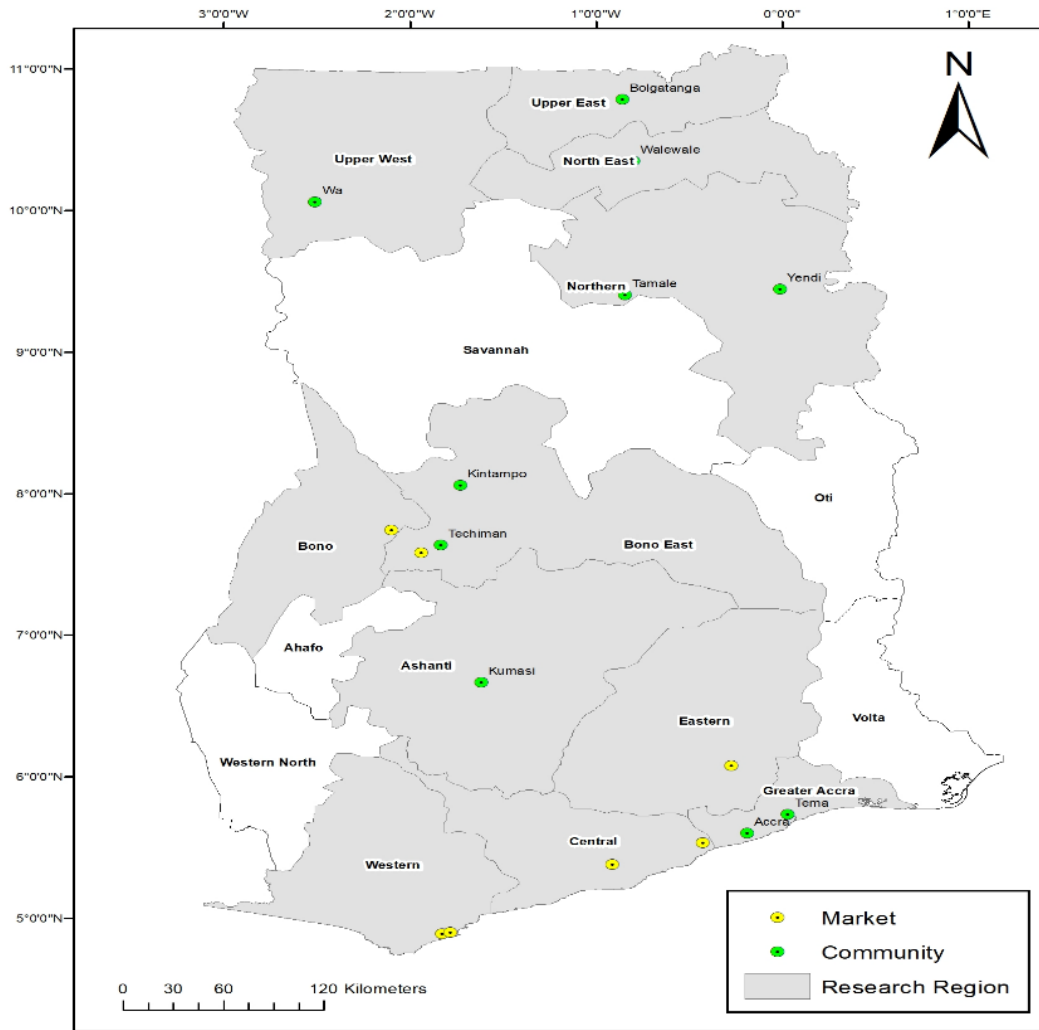 3°0'0"W 2°0'0"W 1°0'0"W 0°0'0" 1°0'0"E
11°0'0"N
N
Bolgatanga
Upper East
Walewale
North East
Upper West
Wa
10°0'0"N
Yendi
Tamale
Northern
9°0'0"N
Savannah
Kintampo
8°0'0"N
Oti
Techiman
Bono
Bono East
7°0'0"N
Ahafo
Ashanti
Kumasi
Eastern
Volta
Western North
6°0'0"N
Greater Accra
Tema
Accra
Central
Western
5°0'0"N
Market
Community
Research Region
0 30 60 120 Kilometers